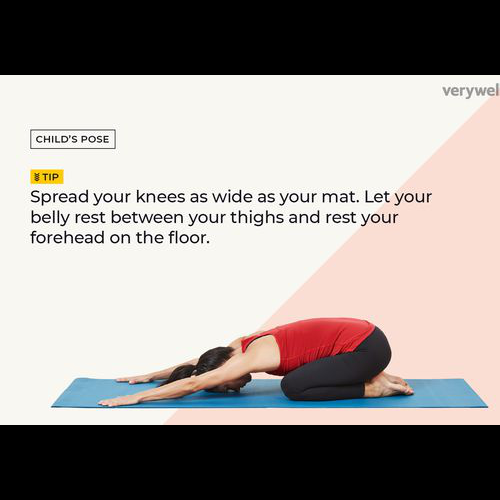 verywel
CHILD'S POSE
TIP
Spread your knees as wide as your mat. Let your
belly rest between your thighs and rest your
forehead on the floor.